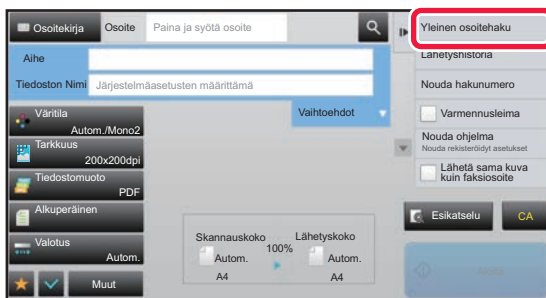 Osoitekirja
Osoite
Paina ja syötä osoite
Yleinen osoitehaku
Aihe
Lähetyshistoria
Tiedoston Nimi
Järjestelmäasetusten määrittämä
Nouda hakunumero
Väritila
Autom./Mono2
Vaihtoehdot
Varmennusleima
Tarkkuus
200x200dpi
Nouda ohjelma
Nouda rekisteröidyt asetukset
Tiedostomuoto
PDF
Lähetä sama kuva
kuin faksiosoite
Alkuperäinen
Esikatselu
CA
Skannauskoko
100%
Lähetyskoko
Valotus
Autom.
Autom.
Autom.
A4
A4
Muut